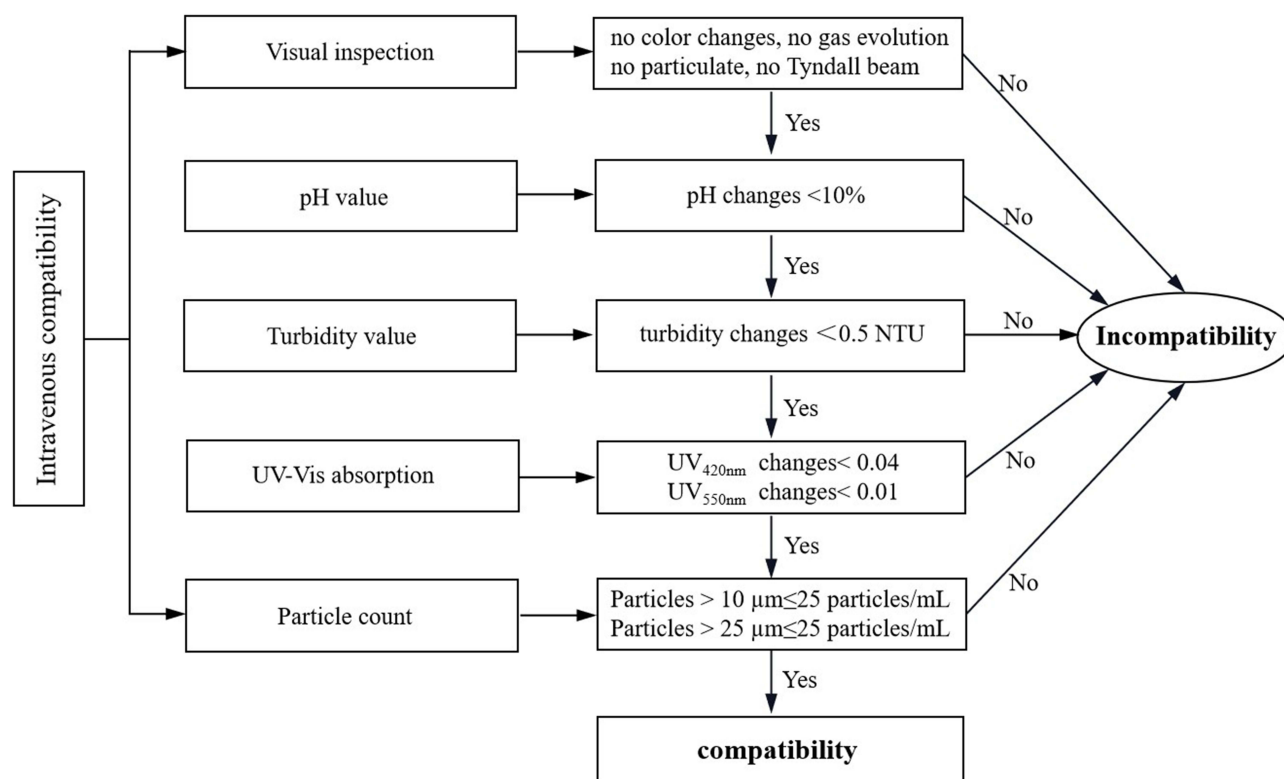 Intravenous compatibility
Visual inspection
no color changes, no gas evolution
no particulate, no Tyndall beam
No
Yes
pH value
pH changes <10%
No
Yes
Turbidity value
turbidity changes <0.5 NTU
No
Incompatibility
Yes
UV-Vis absorption
UV420nm changes< 0.04
UV550nm changes< 0.01
No
Yes
Particle count
Particles > 10 μm≤25 particles/mL
Particles > 25 μm≤25 particles/mL
No
Yes
compatibility